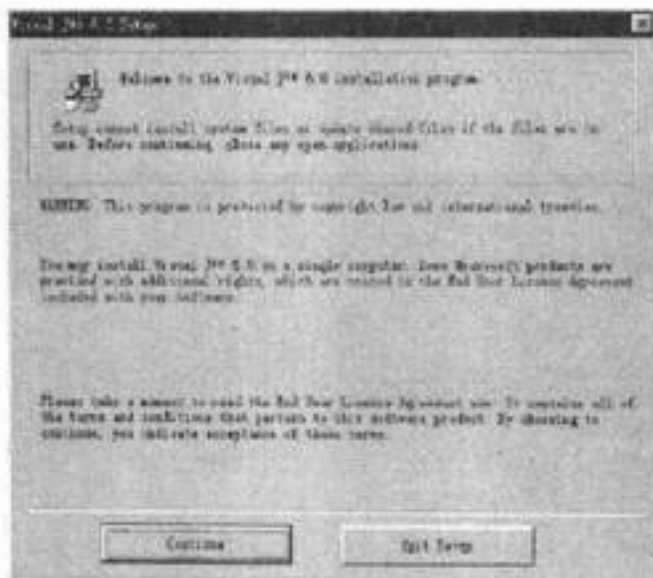 Visual J++ 6.0 Setup
Welcome to the Visual J++ 6.0 installation program.
Setup cannot install system files or update shared files if the files are in
use. Before continuing, close any open applications.
WARNING: This program is protected by copyright law and international treaties.
You may install Visual J++ 6.0 on a single computer. Some Microsoft products are
provided with additional rights, which are stated in the End User License Agreement
included with your software.
Please take a moment to read the End User License Agreement now. It contains all of
the terms and conditions that pertain to this software product. By choosing to
continue, you indicate acceptance of these terms.
Continue
Exit Setup